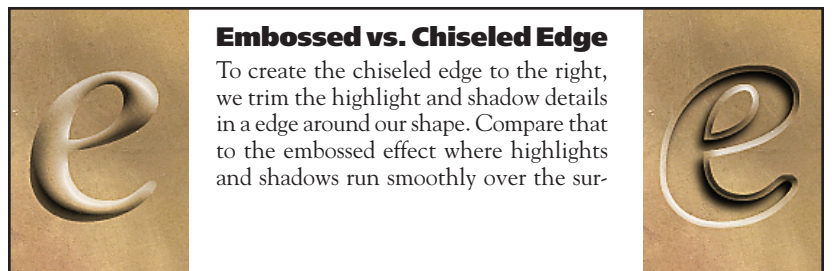 Embossed vs. Chiseled Edge
To create the chiseled edge to the right,
we trim the highlight and shadow details
in a edge around our shape. Compare that
to the embossed effect where highlights
and shadows run smoothly over the sur-
e
e